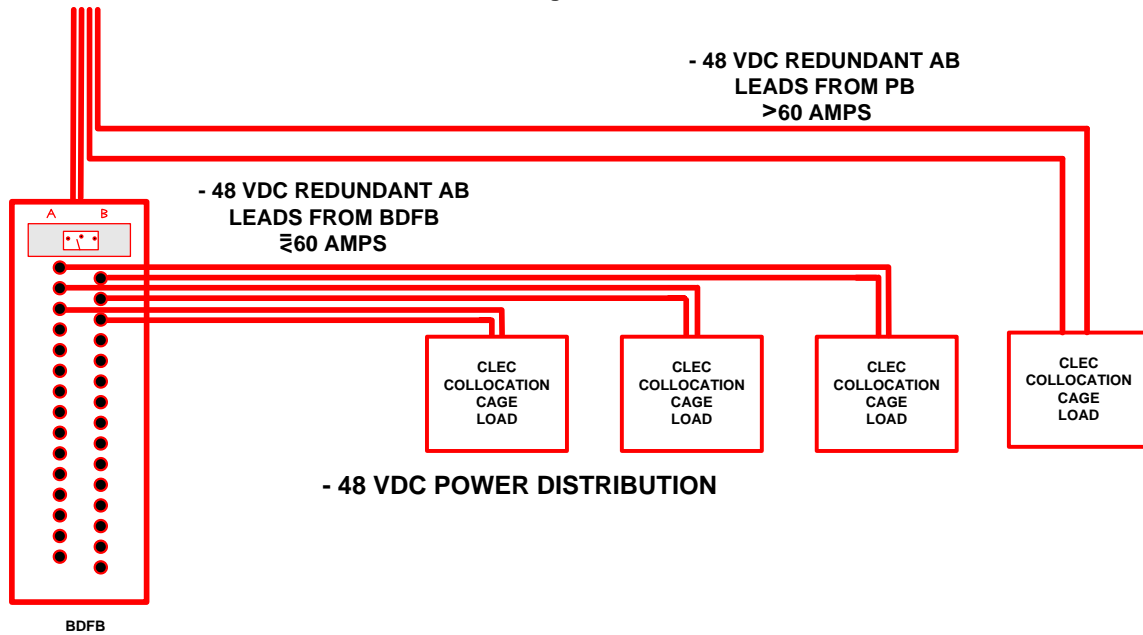 - 48 VDC REDUNDANT AB
LEADS FROM PB
>60 AMPS
- 48 VDC REDUNDANT AB
LEADS FROM BDFB
≤60 AMPS
A B
CLEC
COLLOCATION
CAGE
LOAD
CLEC
COLLOCATION
CAGE
LOAD
CLEC
COLLOCATION
CAGE
LOAD
CLEC
COLLOCATION
CAGE
LOAD
- 48 VDC POWER DISTRIBUTION
BDFB